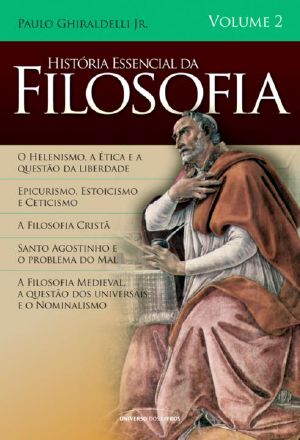 PAULO GHIRALDELLI JR.
VOLUME 2
HISTÓRIA ESSENCIAL DA
FILOSOFIA
O HELENISMO, A ÉTICA E A
QUESTÃO DA LIBERDADE
EPICURISMO, ESTOICISMO
E CETICISMO
A FILOSOFIA CRISTÃ
SANTO AGOSTINHO E
O PROBLEMA DO MAL
A FILOSOFIA MEDIEVAL,
A QUESTÃO DOS UNIVERSAIS
E O NOMINALISMO
UNIVERSO DOS LIVROS